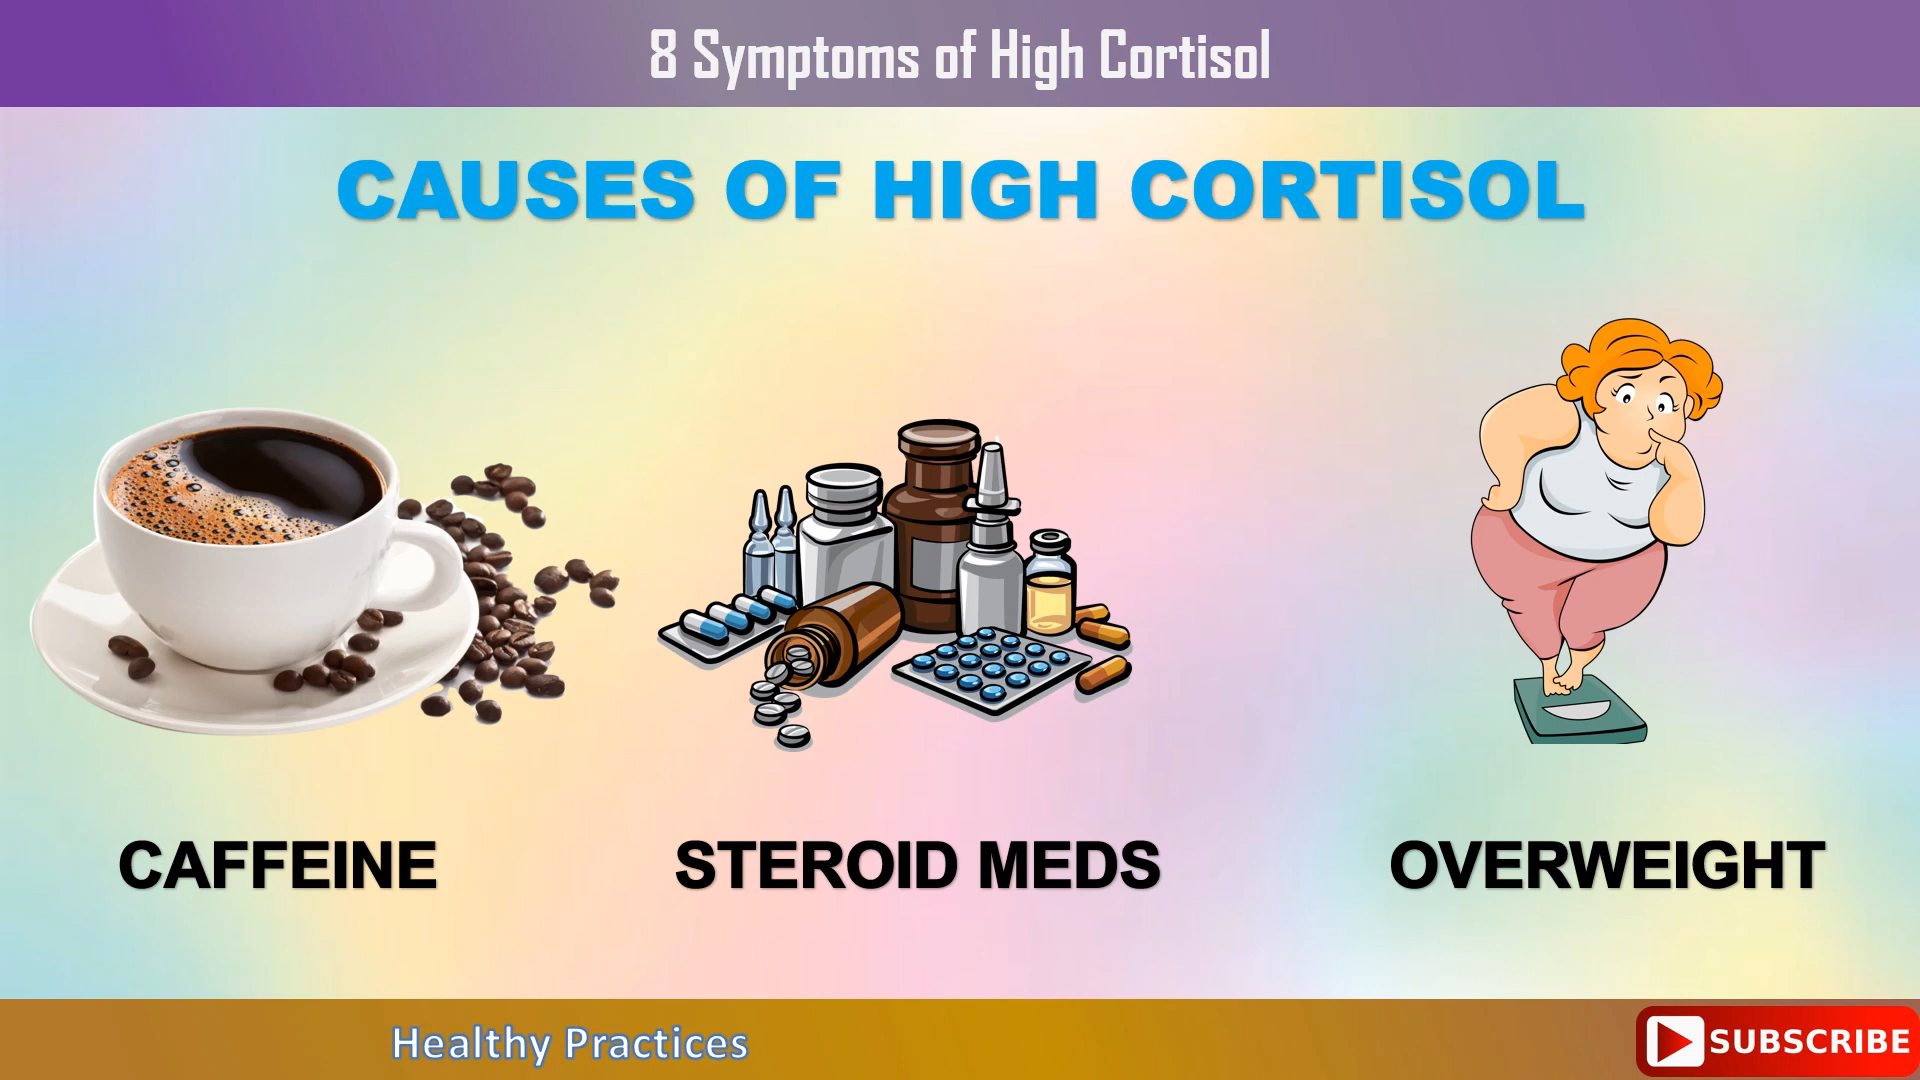 8 Symptoms of High Cortisol
CAUSES OF HIGH CORTISOL
CAFFEINE
STEROID MEDS
OVERWEIGHT
Healthy Practices
SUBSCRIBE